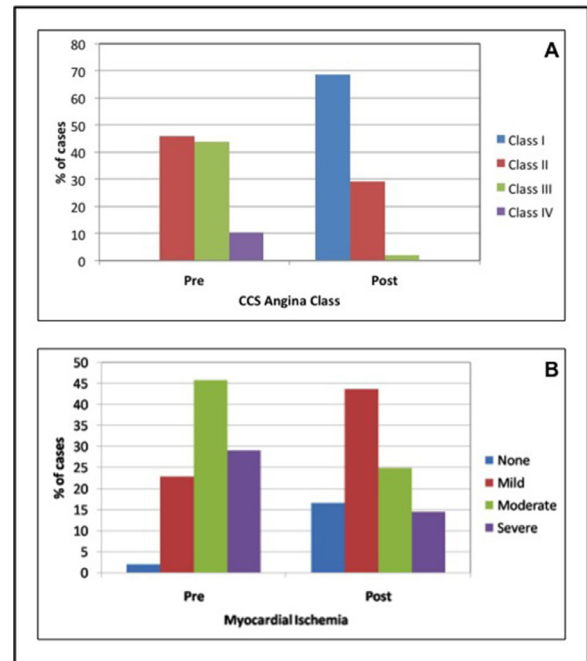 A
80
70
60
50
40
30
20
10
0
% of cases
Pre Post
CCS Angina Class
Class I
Class II
Class III
Class IV
B
50
45
40
35
30
25
20
15
10
5
0
% of cases
Pre Post
Myocardial Ischemia
None
Mild
Moderate
Severe